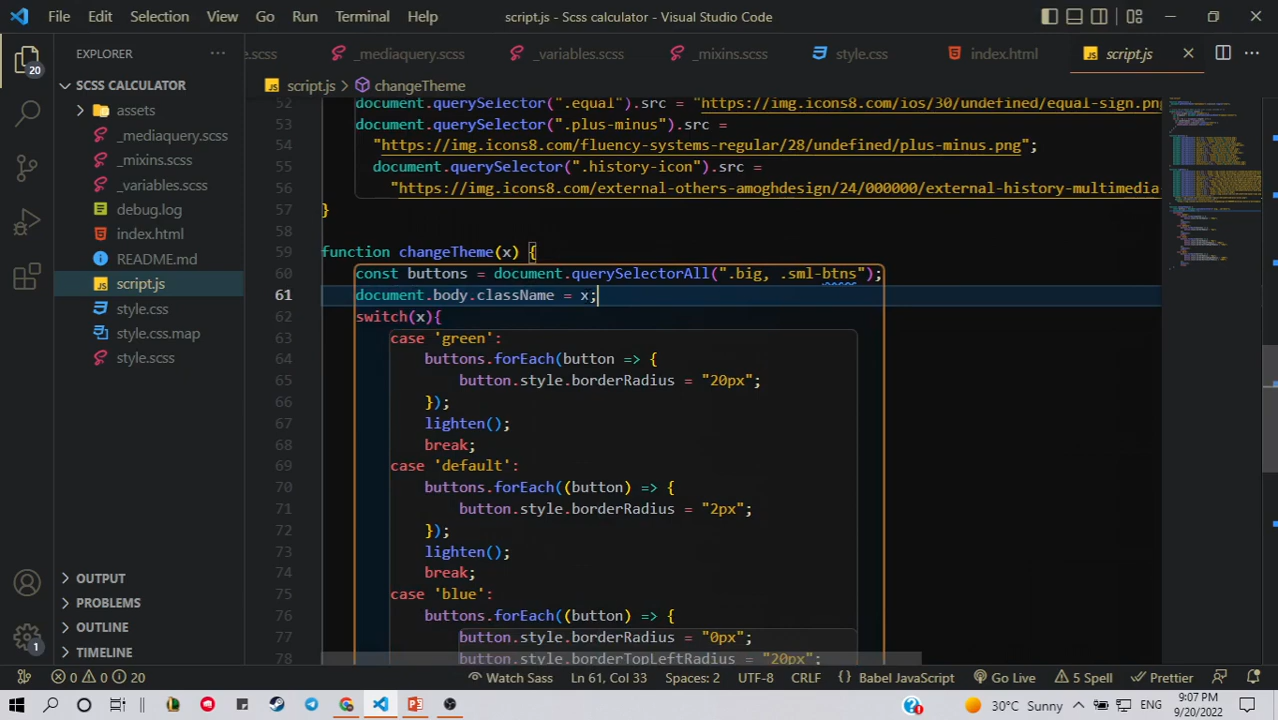 File Edit Selection View Go Run Terminal Help script.js - Scss calculator - Visual Studio Code
EXPLORER ···
.scss _mediaquery.scss _variables.scss _mixins.scss style.css index.html script.js
20
SCSS CALCULATOR
script.js > changeTheme
assets
_mediaquery.scss
_mixins.scss
_variables.scss
debug.log
index.html
README.md
script.js
style.css
style.css.map
style.scss
OUTPUT
PROBLEMS
OUTLINE
TIMELINE
1
52 document.querySelector(".equal").src = "https://img.icons8.com/ios/30/undefined/equal-sign.pn
53 document.querySelector(".plus-minus").src =
54 "https://img.icons8.com/fluency-systems-regular/28/undefined/plus-minus.png";
55 document.querySelector(".history-icon").src =
56 "https://img.icons8.com/external-others-amoghdesign/24/000000/external-history-multimedia
57 }
58
59 function changeTheme(x) {
60 const buttons = document.querySelectorAll(".big, .sml-btns");
61 document.body.className = x;
62 switch(x){
63 case 'green':
64 buttons.forEach(button => {
65 button.style.borderRadius = "20px";
66 });
67 lighten();
68 break;
69 case 'default':
70 buttons.forEach((button) => {
71 button.style.borderRadius = "2px";
72 });
73 lighten();
74 break;
75 case 'blue':
76 buttons.forEach((button) => {
77 button.style.borderRadius = "0px";
78 button.style.borderTopLeftRadius = "20px";
0 0 20 Watch Sass Ln 61, Col 33 Spaces: 2 UTF-8 CRLF Babel JavaScript Go Live 5 Spell Prettier
30°C Sunny ENG 9:07 PM
9/20/2022